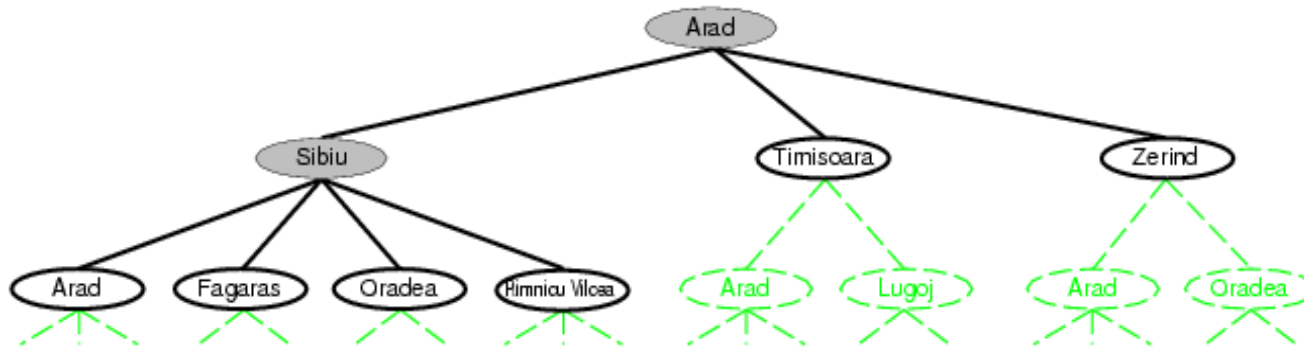 Arad
Sibiu
Timisoara
Zerind
Arad
Fagaras
Oradea
Rimnicu Vilcea
Arad
Lugoj
Arad
Oradea